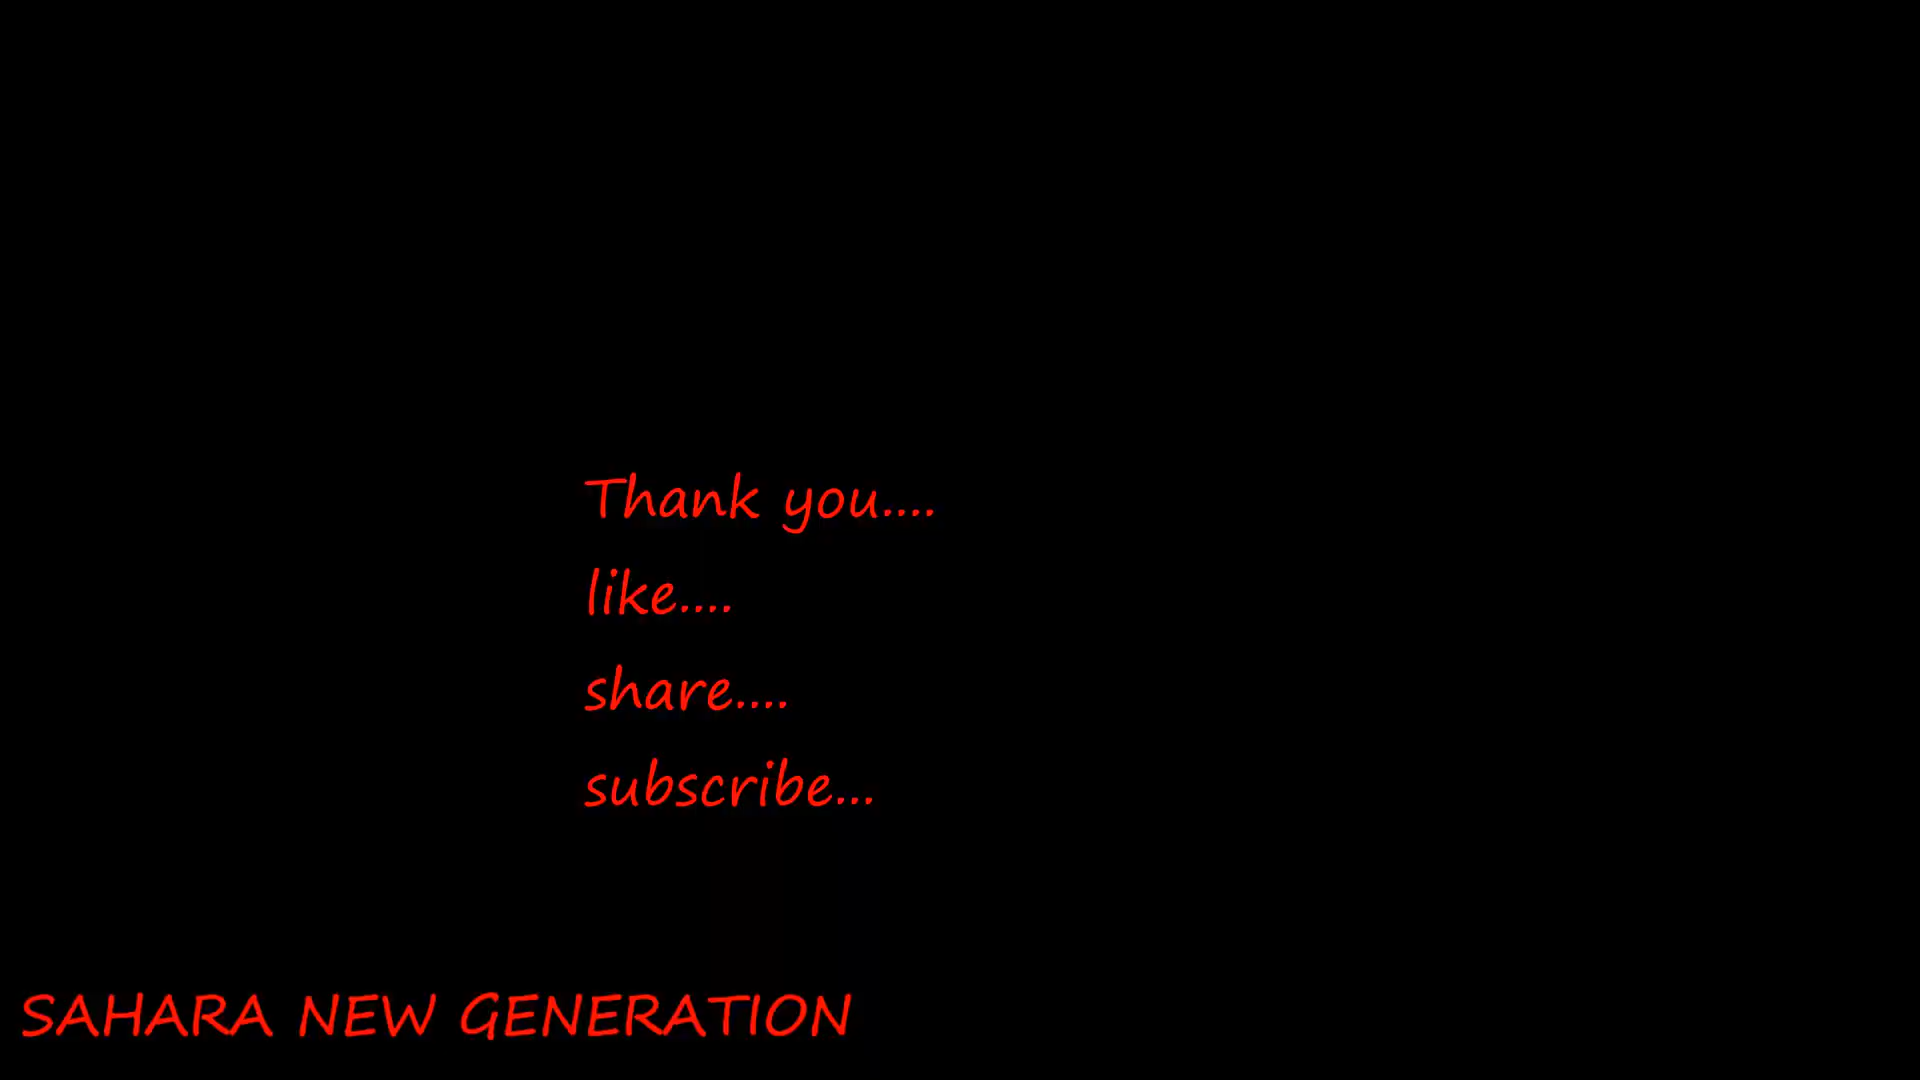 Thank you....
like....
share....
subscribe...
SAHARA NEW GENERATION